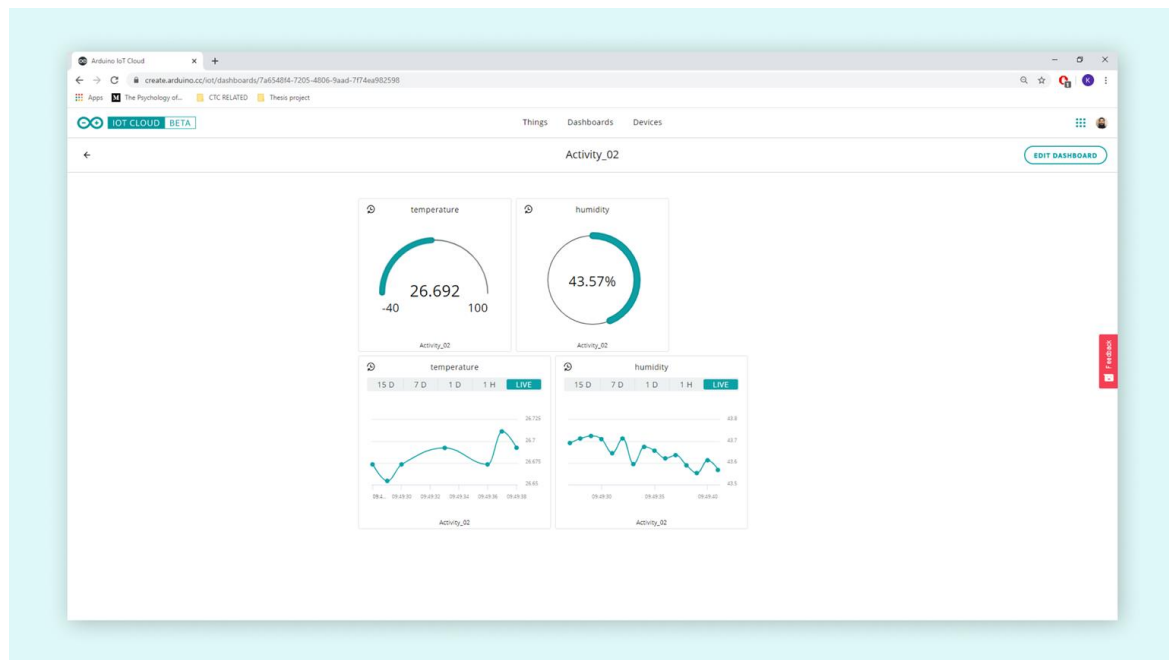 Arduino IoT Cloud
create.arduino.cc/iot/dashboards/7a6548f4-7205-4806-9aad-7f74ea982598
Apps The Psychology of... CTC RELATED Thesis project
IOT CLOUD BETA Things Dashboards Devices
Activity_02 EDIT DASHBOARD
temperature
26.692
-40 100
Activity_02
humidity
43.57%
Activity_02
temperature
15 D 7 D 1 D 1 H LIVE
26.725
26.7
26.675
26.65
09:4... 09:49:30 09:49:32 09:49:34 09:49:36 09:49:38
Activity_02
humidity
15 D 7 D 1 D 1 H LIVE
43.8
43.7
43.6
43.5
09:49:30 09:49:35 09:49:40
Activity_02
Feedback